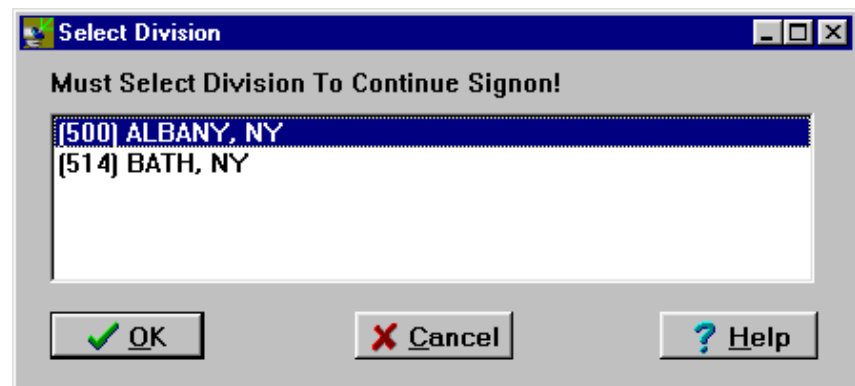 Select Division
Must Select Division To Continue Signon!
(500) ALBANY, NY
(514) BATH, NY
OK
Cancel
? Help